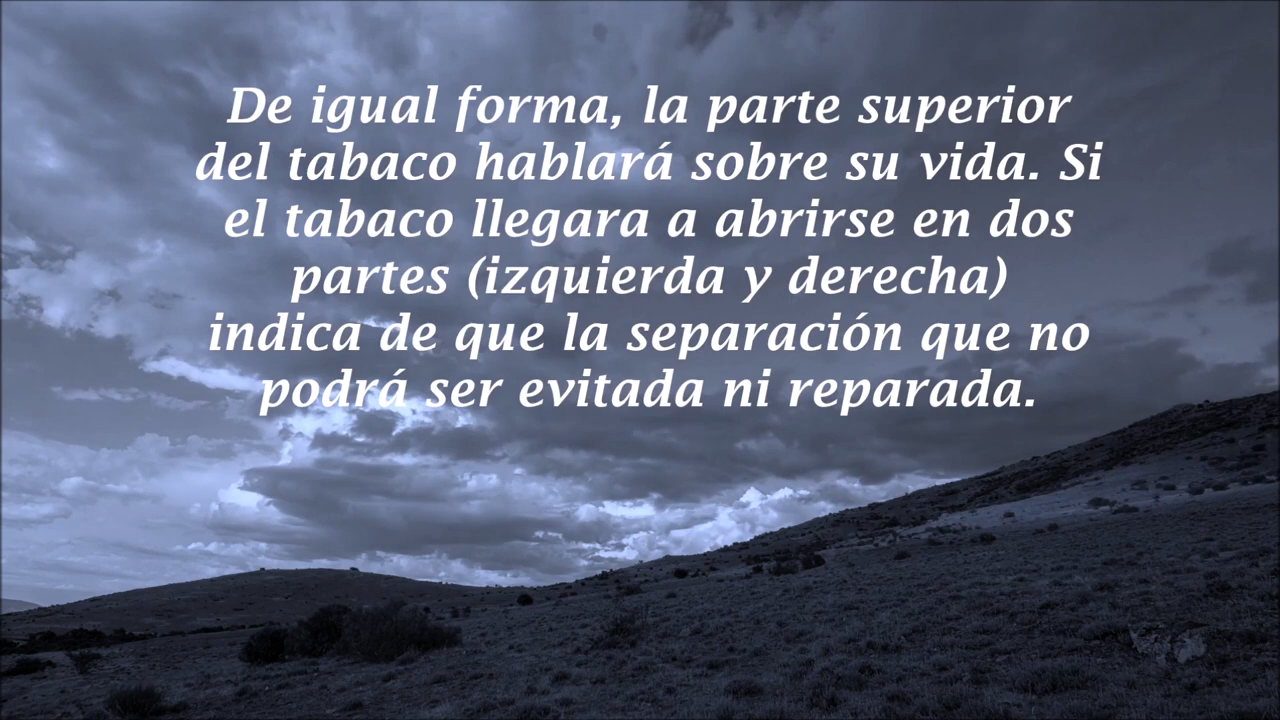 De igual forma, la parte superior
del tabaco hablará sobre su vida. Si
el tabaco llegara a abrirse en dos
partes (izquierda y derecha)
indica de que la separación que no
podrá ser evitada ni reparada.